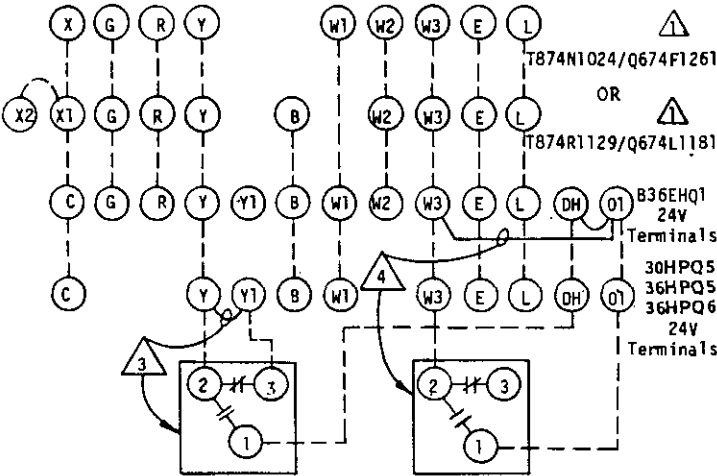 X G R Y W1 W2 W3 E L 1
T874N1024/Q674F1261
OR
X2 X1 G R Y B W2 W3 E L 1
T874R1129/Q674L1181
C G R Y Y1 B W1 W2 W3 E L DH O1 B36EHQ1
24V
Terminals
4
30HPQ5
C Y Y1 B W1 W3 E L DH O1 36HPQ5
36HPQ6
24V
Terminals
3
2 3 2 3
1 1